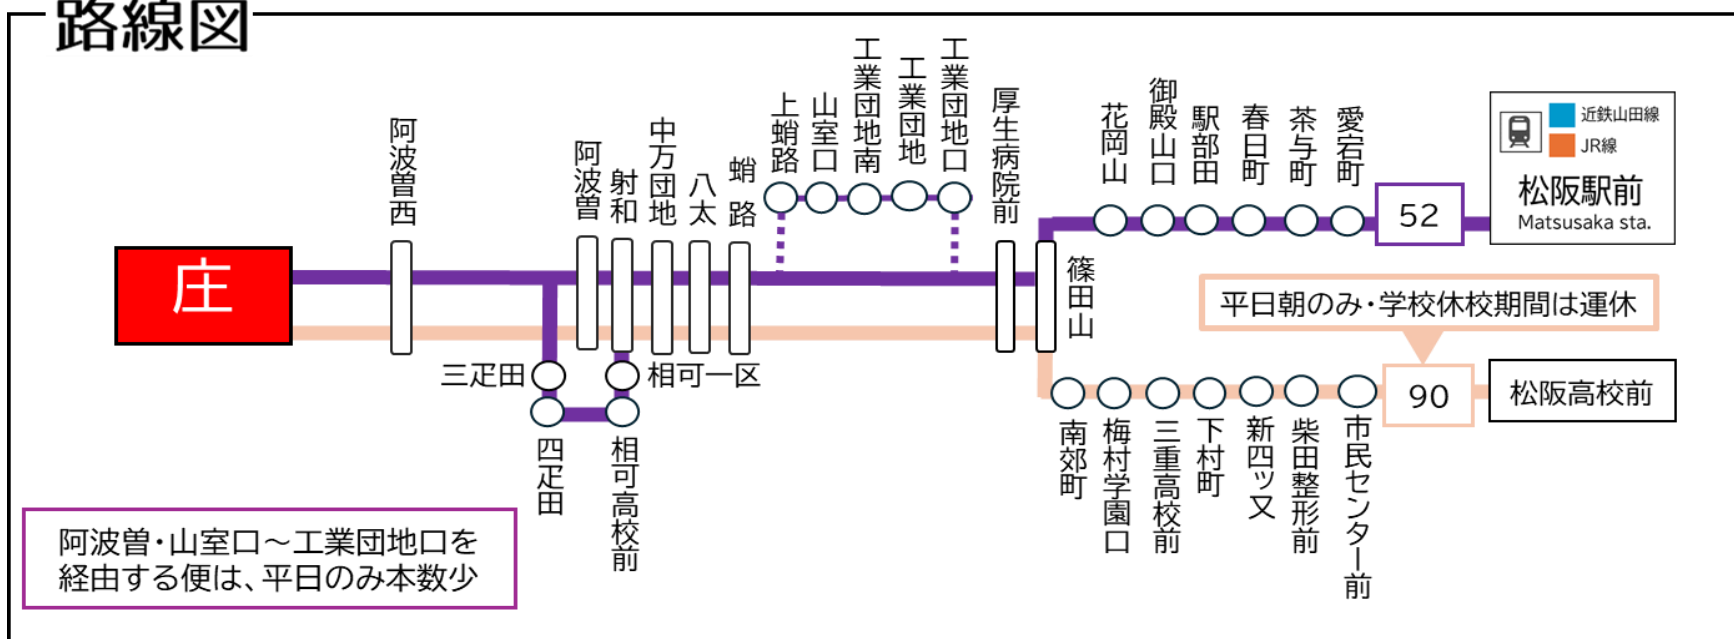 路線図
庄
阿波曽西
三疋田
四疋田
相可高校前
相可一区
阿波曽
射和
中万団地
八太
蛸路
上蛸路
山室口
工業団地南
工業団地
工業団地口
厚生病院前
篠田山
花岡山
御殿山口
駅部田
春日町
茶与町
愛宕町
52
近鉄山田線
JR線
松阪駅前
Matsusaka sta.
平日朝のみ・学校休校期間は運休
南郊町
梅村学園口
三重高校前
下村町
新四ッ又
柴田整形前
市民センター前
90
松阪高校前
阿波曽・山室口～工業団地口を
経由する便は、平日のみ本数少